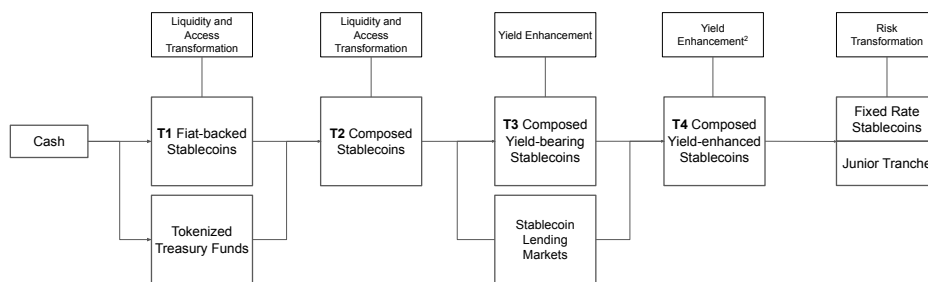 Liquidity and
Access
Transformation
Liquidity and
Access
Transformation
Yield Enhancement
Yield
Enhancement²
Risk
Transformation
Cash
T1 Fiat-backed
Stablecoins
T2 Composed
Stablecoins
T3 Composed
Yield-bearing
Stablecoins
T4 Composed
Yield-enhanced
Stablecoins
Fixed Rate
Stablecoins
Junior Tranche
Tokenized
Treasury Funds
Stablecoin
Lending
Markets